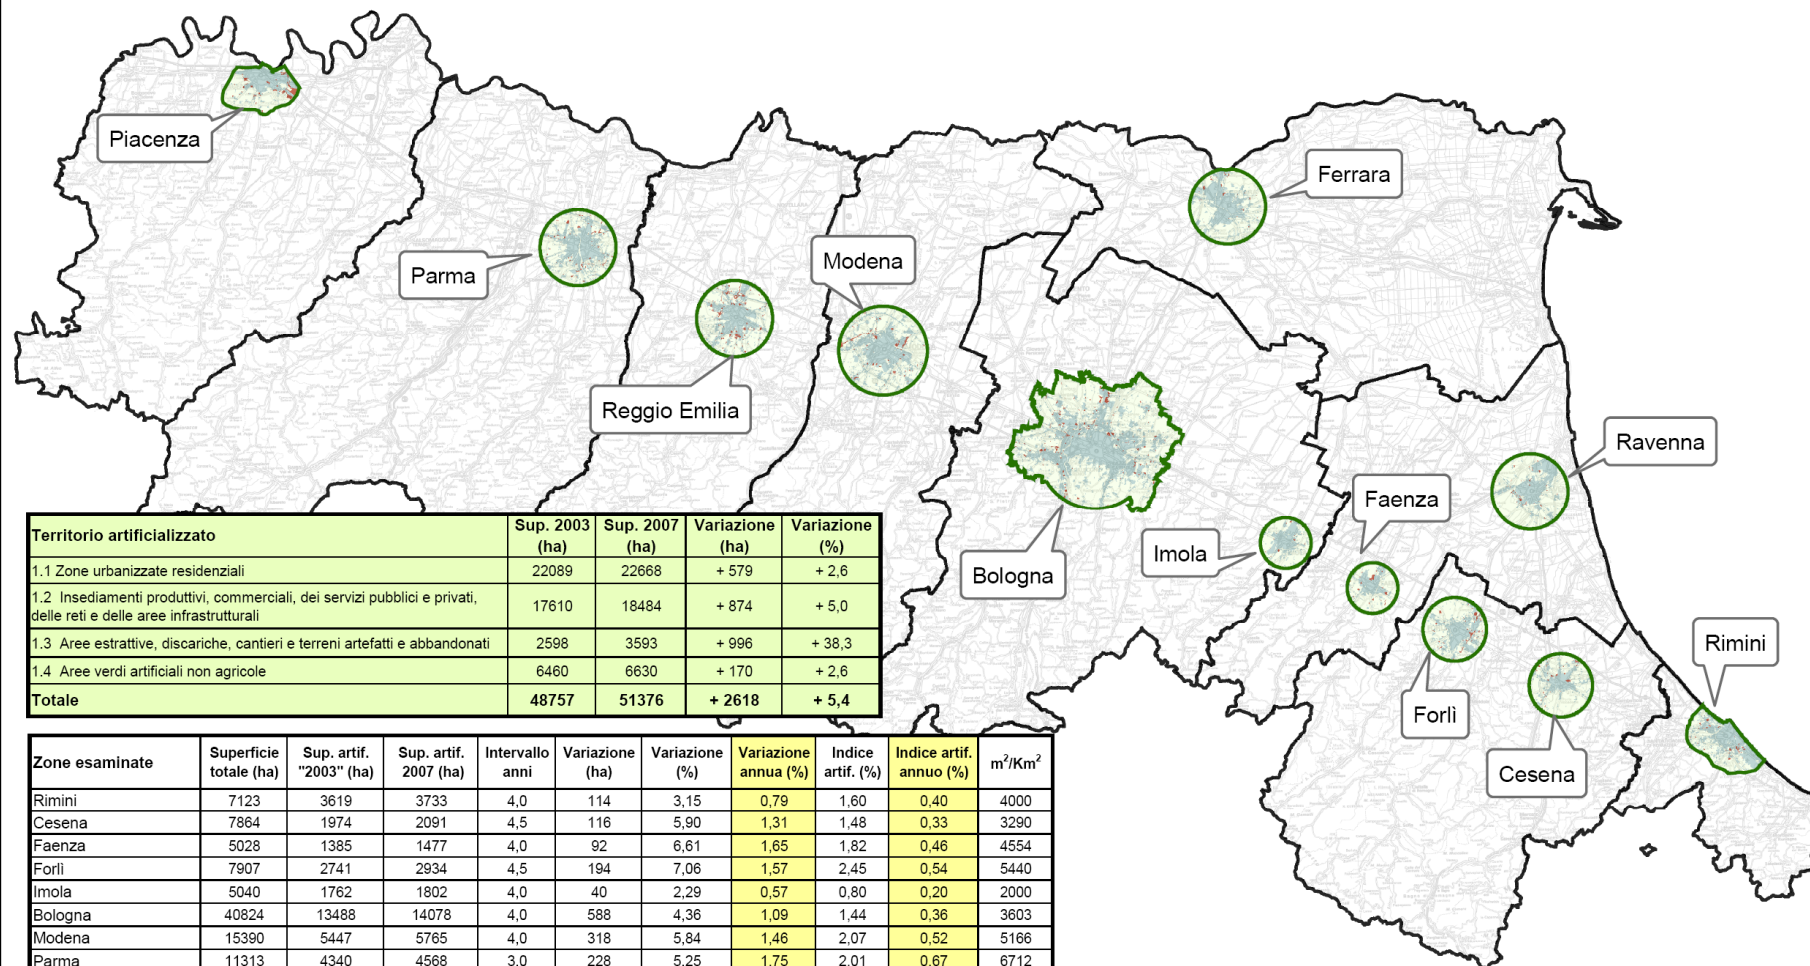 Piacenza
Parma
Reggio Emilia
Modena
Ferrara
Bologna
Imola
Faenza
Ravenna
Forlì
Cesena
Rimini
Territorio artificializzato Sup. 2003 (ha) Sup. 2007 (ha) Variazione (ha) Variazione (%)
1.1 Zone urbanizzate residenziali 22089 22668 + 579 + 2,6
1.2 Insediamenti produttivi, commerciali, dei servizi pubblici e privati,
delle reti e delle aree infrastrutturali 17610 18484 + 874 + 5,0
1.3 Aree estrattive, discariche, cantieri e terreni artefatti e abbandonati 2598 3593 + 996 + 38,3
1.4 Aree verdi artificiali non agricole 6460 6630 + 170 + 2,6
Totale 48757 51376 + 2618 + 5,4
Zone esaminate Superficie totale (ha) Sup. artif. "2003" (ha) Sup. artif. 2007 (ha) Intervallo anni Variazione (ha) Variazione (%) Variazione annua (%) Indice artif. (%) Indice artif. annuo (%) m²/Km²
Rimini 7123 3619 3733 4,0 114 3,15 0,79 1,60 0,40 4000
Cesena 7864 1974 2091 4,5 116 5,90 1,31 1,48 0,33 3290
Faenza 5028 1385 1477 4,0 92 6,61 1,65 1,82 0,46 4554
Forlì 7907 2741 2934 4,5 194 7,06 1,57 2,45 0,54 5440
Imola 5040 1762 1802 4,0 40 2,29 0,57 0,80 0,20 2000
Bologna 40824 13488 14078 4,0 588 4,36 1,09 1,44 0,36 3603
Modena 15390 5447 5765 4,0 318 5,84 1,46 2,07 0,52 5166
Parma 11313 4340 4568 3,0 228 5,25 1,75 2,01 0,67 6712